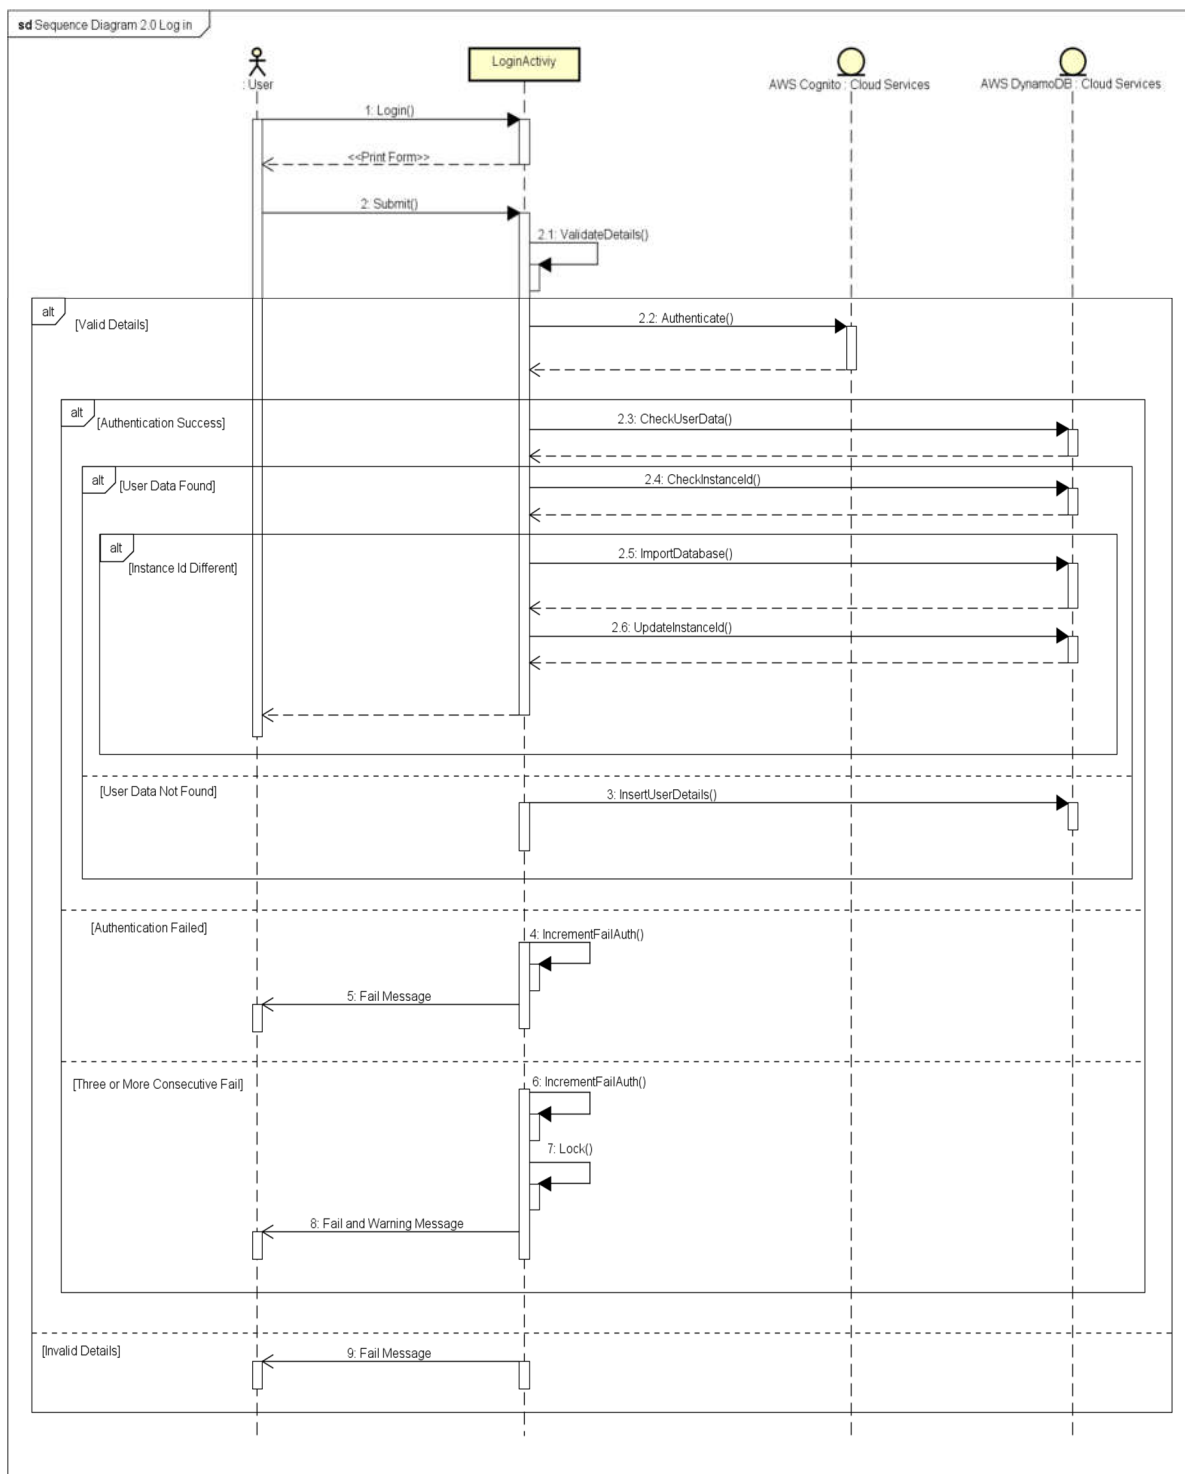 sd Sequence Diagram 2.0 Log in
: User
LoginActiviy
AWS Cognito : Cloud Services
AWS DynamoDB : Cloud Services
1: Login()
<<Print Form>>
2: Submit()
2.1: ValidateDetails()
alt
[Valid Details]
2.2: Authenticate()
alt
[Authentication Success]
2.3: CheckUserData()
alt
[User Data Found]
2.4: CheckInstanceId()
alt
[Instance Id Different]
2.5: ImportDatabase()
2.6: UpdateInstanceId()
[User Data Not Found]
3: InsertUserDetails()
[Authentication Failed]
4: IncrementFailAuth()
5: Fail Message
[Three or More Consecutive Fail]
6: IncrementFailAuth()
7: Lock()
8: Fail and Warning Message
[Invalid Details]
9: Fail Message